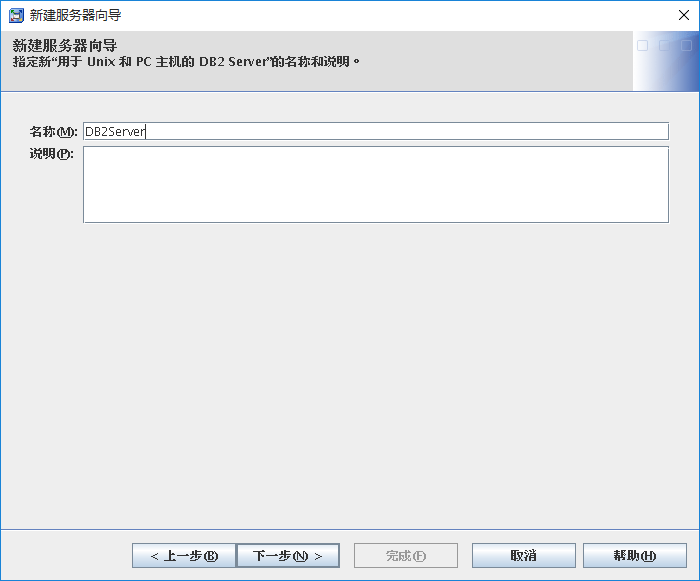 新建服务器向导
新建服务器向导
指定新“用于 Unix 和 PC 主机的 DB2 Server”的名称和说明。
名称(M): DB2Server
说明(P):
< 上一步(B) 下一步(N) > 完成(F) 取消 帮助(H)